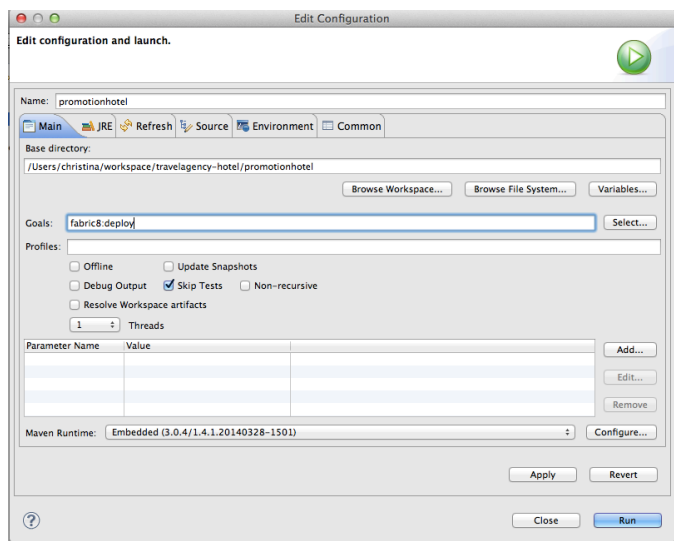 Edit Configuration
Edit configuration and launch.
Name: promotionhotel
Main JRE Refresh Source Environment Common
Base directory:
/Users/christina/workspace/travelagency-hotel/promotionhotel
Browse Workspace... Browse File System... Variables...
Goals: fabric8:deploy Select...
Profiles:
Offline Update Snapshots
Debug Output Skip Tests Non-recursive
Resolve Workspace artifacts
1 Threads
Parameter Name Value Add...
Edit...
Remove
Maven Runtime: Embedded (3.0.4/1.4.1.20140328-1501) Configure...
Apply Revert
? Close Run